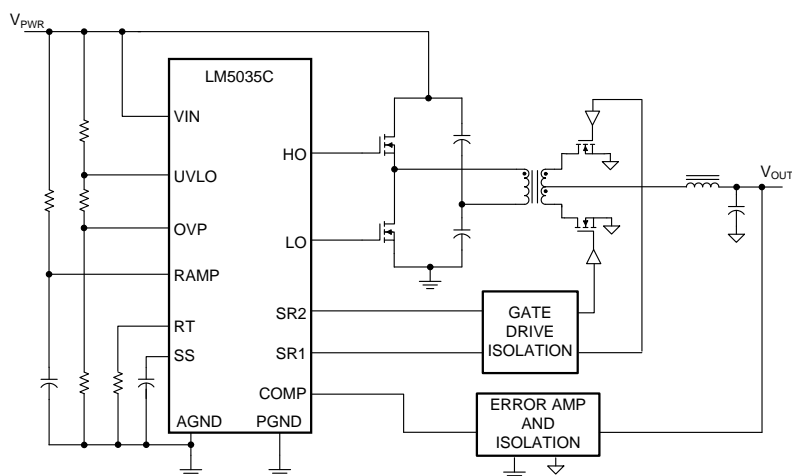 VPWR
LM5035C
VIN
HO
UVLO
VOUT
OVP
LO
RAMP
SR2
GATE
DRIVE
ISOLATION
RT
SR1
SS
COMP
ERROR AMP
AND
ISOLATION
AGND
PGND